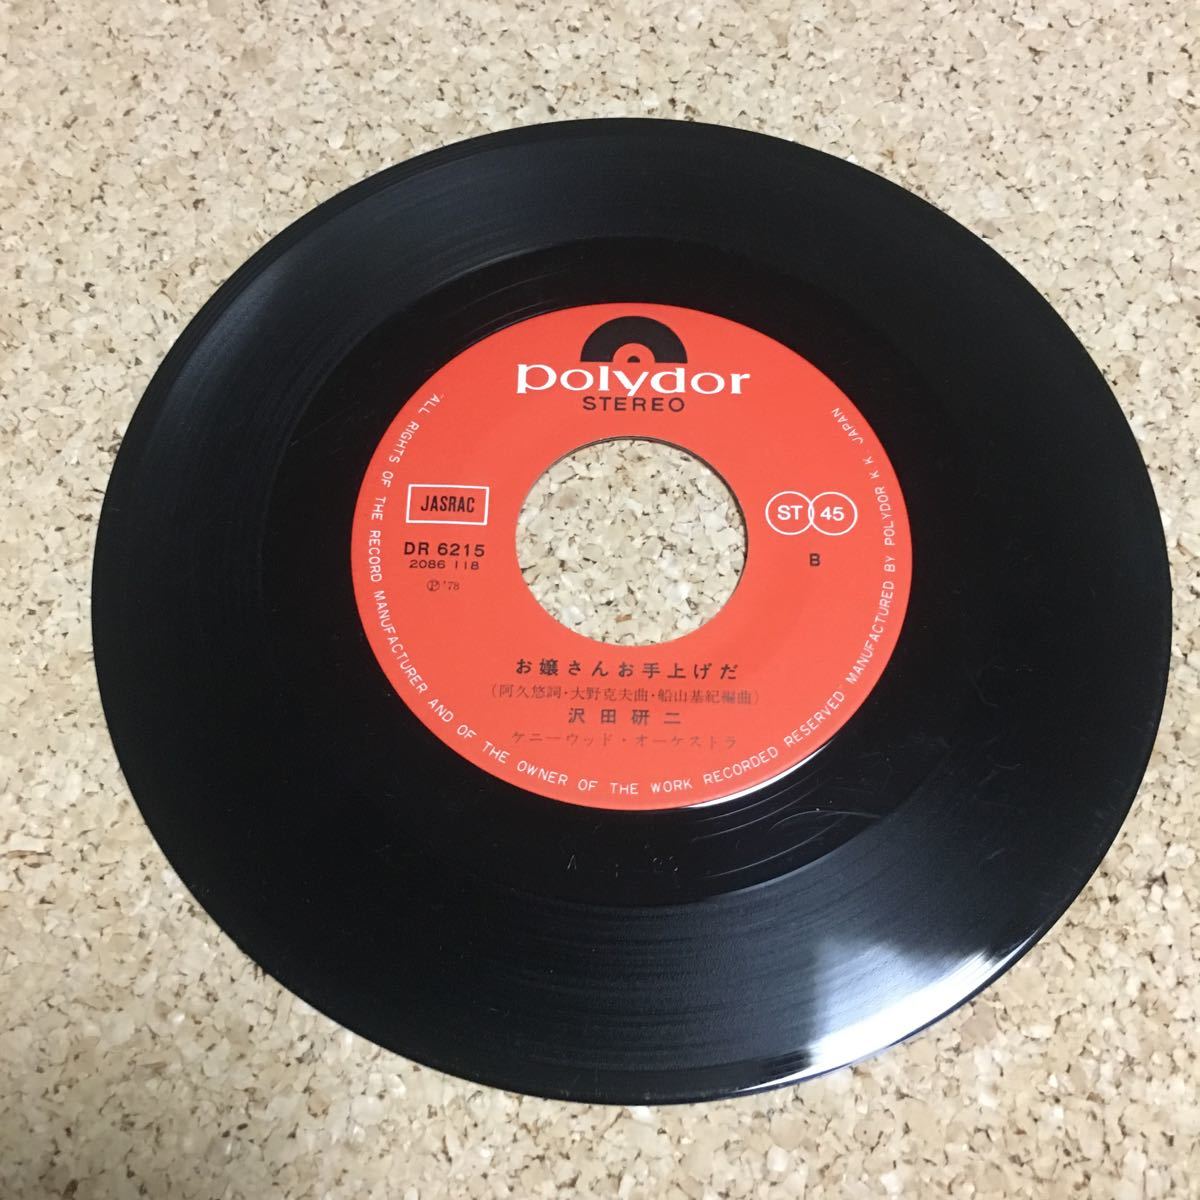 polydor
STEREO
JASRAC
DR 6215
2086 118
Ⓟ '78
ST 45
B
お嬢さんお手上げだ
(阿久悠詞・大野克夫曲・船山基紀編曲)
沢田研二
ケニーウッド・オーケストラ
"ALL RIGHTS OF THE RECORD MANUFACTURER AND OF THE OWNER OF THE WORK RECORDED RESERVED" MANUFACTURED BY POLYDOR K.K. JAPAN